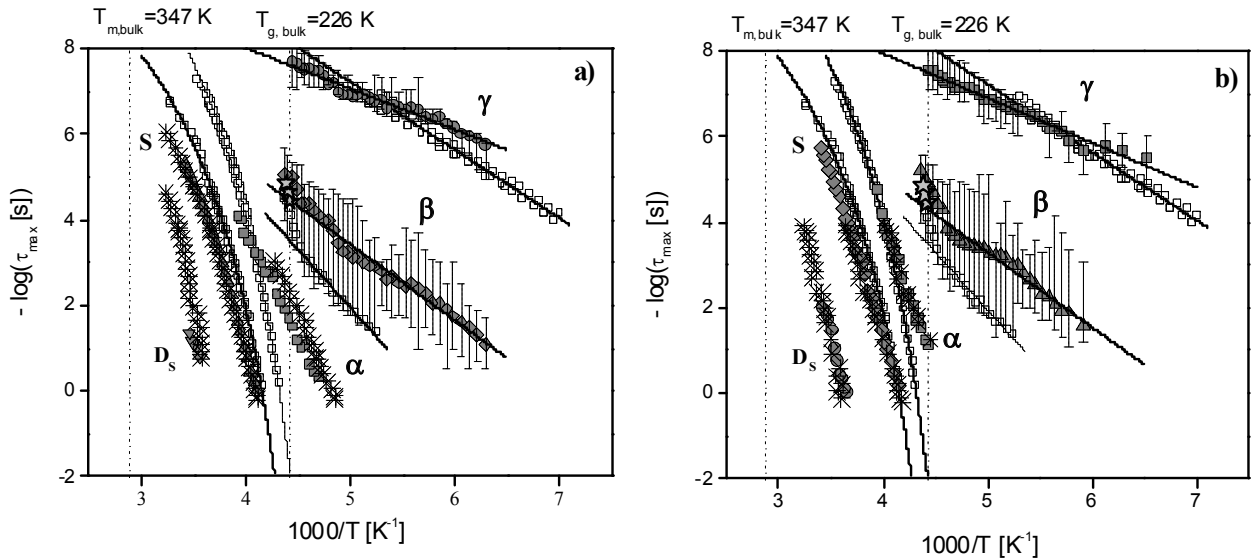 T_m,bulk=347 K
T_g, bulk=226 K
a)
γ
β
S
D_S
α
8
6
4
2
0
-2
- log(τ_max [s])
3 4 5 6 7
1000/T [K^-1]
T_m,bulk=347 K
T_g, bulk=226 K
b)
γ
β
S
D_S
α
8
6
4
2
0
-2
- log(τ_max [s])
3 4 5 6 7
1000/T [K^-1]